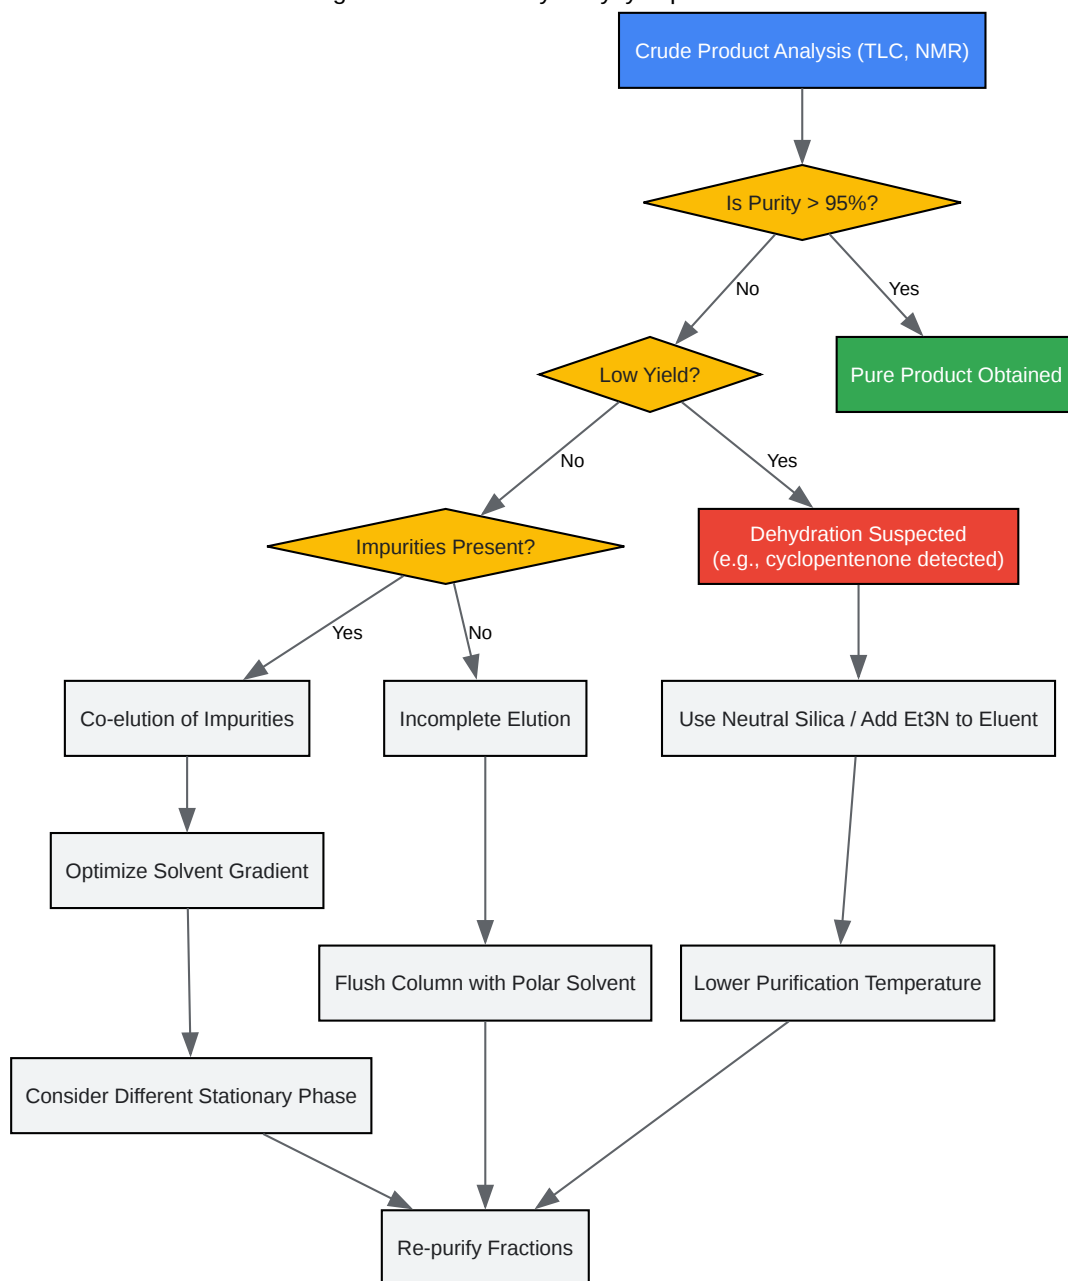 Crude Product Analysis (TLC, NMR)
Is Purity > 95%?
No
Yes
Low Yield?
Pure Product Obtained
No
Yes
Impurities Present?
Dehydration Suspected
(e.g., cyclopentenone detected)
Yes
No
Co-elution of Impurities
Incomplete Elution
Use Neutral Silica / Add Et3N to Eluent
Optimize Solvent Gradient
Flush Column with Polar Solvent
Lower Purification Temperature
Consider Different Stationary Phase
Re-purify Fractions